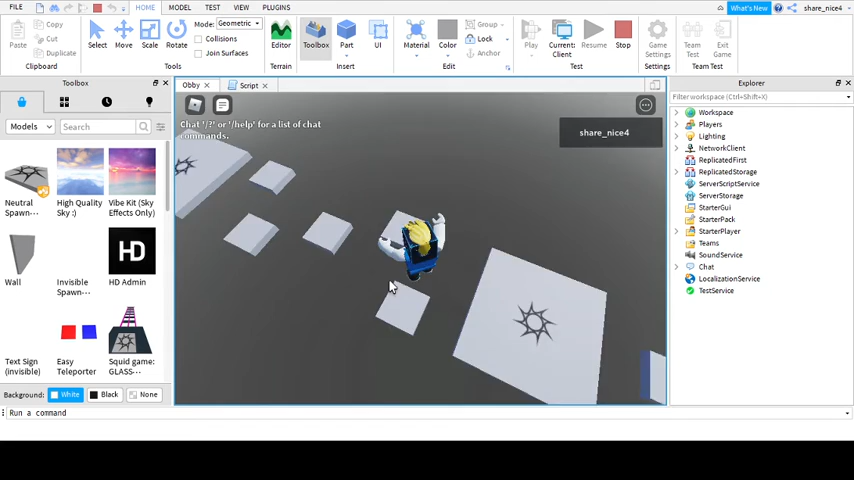 FILE HOME MODEL TEST VIEW PLUGINS What's New share_nice4
Paste Copy Cut Duplicate Clipboard
Select Move Scale Rotate Mode: Geometric Collisions Join Surfaces Tools
Editor Terrain
Toolbox Part UI Insert
Material Color Group Lock Anchor Edit
Play Current: Client Resume Stop Test
Game Settings Settings
Team Test Exit Game Team Test
Toolbox
Models Search
Neutral Spawn-... High Quality Sky :) Vibe Kit (Sky Effects Only)
Wall Invisible Spawn-... HD HD Admin
Text Sign (invisible) Easy Teleporter Squid game: GLASS-...
Background: White Black None
Obby Script
Chat '/?' or '/help' for a list of chat
commands.
share_nice4
Explorer
Filter workspace (Ctrl+Shift+X)
Workspace
Players
Lighting
NetworkClient
ReplicatedFirst
ReplicatedStorage
ServerScriptService
ServerStorage
StarterGui
StarterPack
StarterPlayer
Teams
SoundService
Chat
LocalizationService
TestService
Run a command